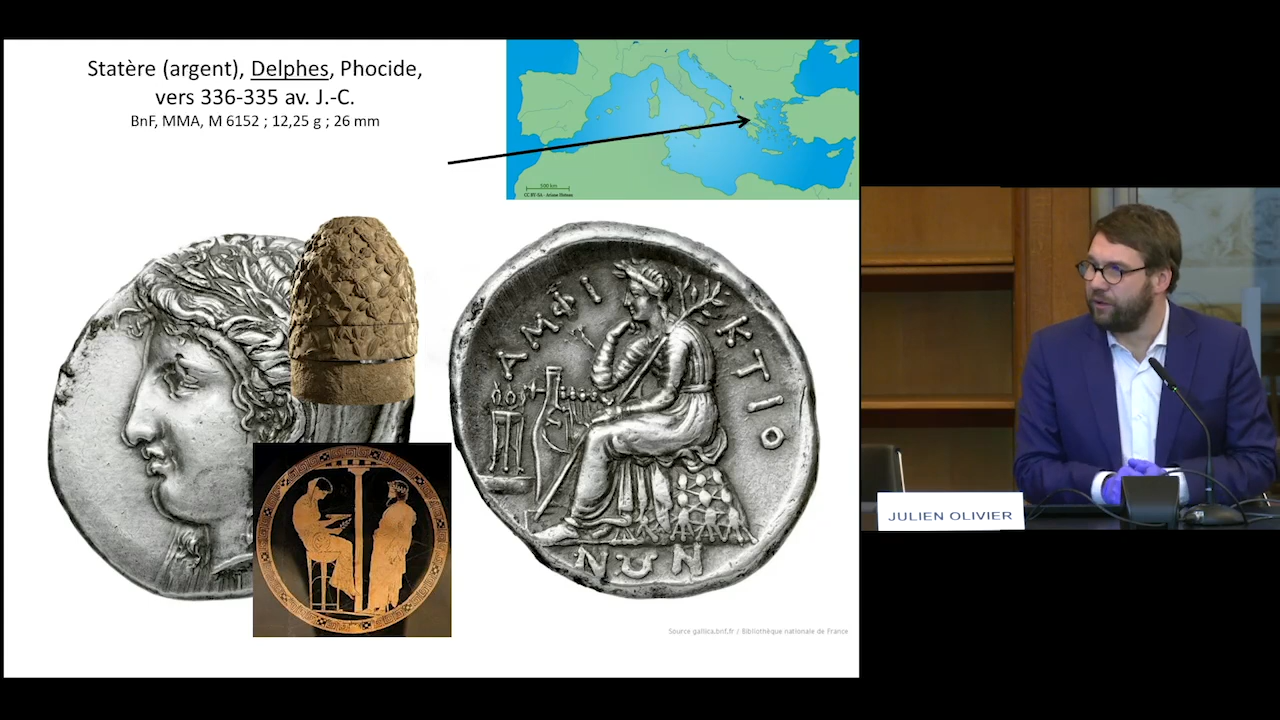 Statère (argent), Delphes, Phocide,
vers 336-335 av. J.-C.
BnF, MMA, M 6152 ; 12,25 g ; 26 mm
ΑΜΦΙ
ΚΤΙΟ
ΝΩΝ
Source gallica.bnf.fr / Bibliothèque nationale de France
JULIEN OLIVIER